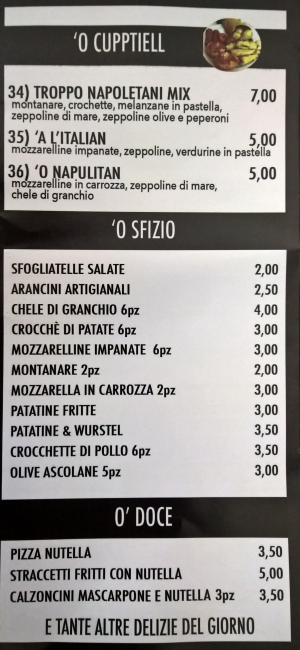 'O CUPPTIELL
34) TROPPO NAPOLETANI MIX 7,00
montanare, crochette, melanzane in pastella,
zeppoline di mare, zeppoline olive e peperoni
35) 'A L'ITALIAN 5,00
mozzarelline impanate, zeppoline, verdurine in pastella
36) 'O NAPULITAN 5,00
mozzarelline in carrozza, zeppoline di mare,
chele di granchio
'O SFIZIO
SFOGLIATELLE SALATE 2,00
ARANCINI ARTIGIANALI 2,50
CHELE DI GRANCHIO 6pz 4,00
CROCCHÈ DI PATATE 6pz 3,00
MOZZARELLINE IMPANATE 6pz 3,00
MONTANARE 2pz 2,00
MOZZARELLA IN CARROZZA 2pz 3,00
PATATINE FRITTE 3,00
PATATINE & WURSTEL 3,50
CROCCHETTE DI POLLO 6pz 3,50
OLIVE ASCOLANE 5pz 3,00
O' DOCE
PIZZA NUTELLA 3,50
STRACCETTI FRITTI CON NUTELLA 5,00
CALZONCINI MASCARPONE E NUTELLA 3pz 3,50
E TANTE ALTRE DELIZIE DEL GIORNO